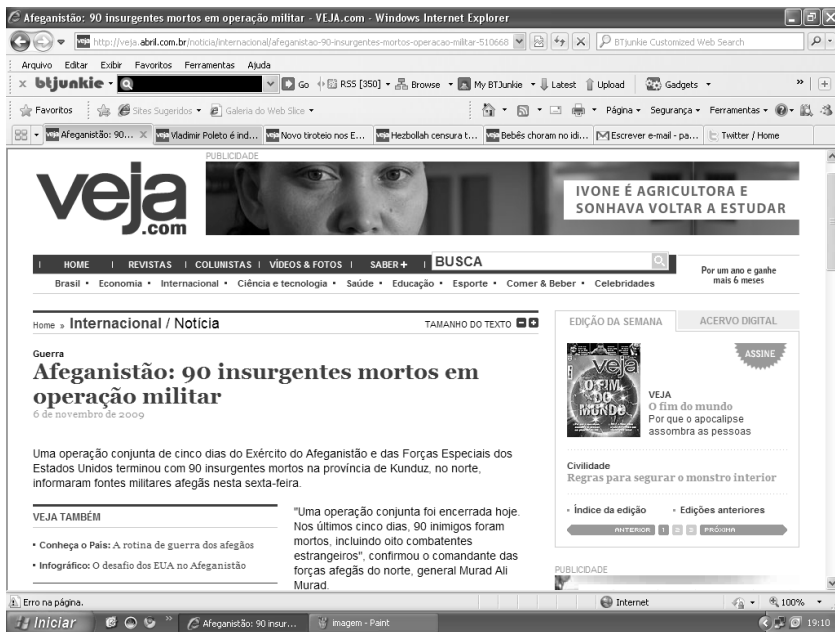 Afeganistão: 90 insurgentes mortos em operação militar - VEJA.com - Windows Internet Explorer
http://veja.abril.com.br/noticia/internacional/afeganistao-90-insurgentes-mortos-operacao-militar-510668
BTjunkie Customized Web Search
Arquivo Editar Exibir Favoritos Ferramentas Ajuda
btjunkie Go RSS [350] Browse My BTJunkie Latest Upload Gadgets
Favoritos Sites Sugeridos Galeria do Web Slice Página Segurança Ferramentas
Afeganistão: 90... Vladimir Poleto é ind... Novo tiroteio nos E... Hezbollah censura t... Bebês choram no idi... Escrever e-mail - pa... Twitter / Home
PUBLICIDADE
veja.com
IVONE É AGRICULTORA E
SONHAVA VOLTAR A ESTUDAR
HOME | REVISTAS | COLUNISTAS | VÍDEOS & FOTOS | SABER + | BUSCA
Por um ano e ganhe
mais 6 meses
Brasil • Economia • Internacional • Ciência e tecnologia • Saúde • Educação • Esporte • Comer & Beber • Celebridades
Home » Internacional / Notícia
TAMANHO DO TEXTO
Guerra
Afeganistão: 90 insurgentes mortos em
operação militar
6 de novembro de 2009
Uma operação conjunta de cinco dias do Exército do Afeganistão e das Forças Especiais dos
Estados Unidos terminou com 90 insurgentes mortos na província de Kunduz, no norte,
informaram fontes militares afegãs nesta sexta-feira.
VEJA TAMBÉM
• Conheça o País: A rotina de guerra dos afegãos
• Infográfico: O desafio dos EUA no Afeganistão
"Uma operação conjunta foi encerrada hoje.
Nos últimos cinco dias, 90 inimigos foram
mortos, incluindo oito combatentes
estrangeiros", confirmou o comandante das
forças afegãs do norte, general Murad Ali
Murad.
EDIÇÃO DA SEMANA ACERVO DIGITAL
ASSINE
veja
O FIM
DO
MUNDO
VEJA
O fim do mundo
Por que o apocalipse
assombra as pessoas
Civilidade
Regras para segurar o monstro interior
• Índice da edição • Edições anteriores
ANTERIOR 1 2 3 PRÓXIMA
PUBLICIDADE
Erro na página. Internet 100%
Iniciar Afeganistão: 90 insur... imagem - Paint 19:10